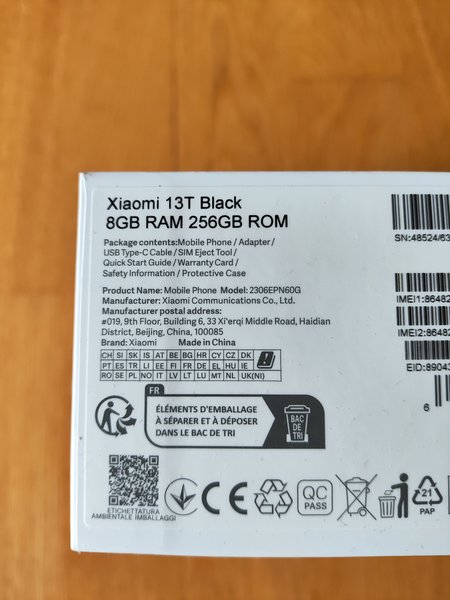 Xiaomi 13T Black
8GB RAM 256GB ROM
Package contents:Mobile Phone / Adapter /
USB Type-C Cable / SIM Eject Tool /
Quick Start Guide / Warranty Card /
Safety Information / Protective Case
Product Name: Mobile Phone Model:2306EPN60G
Manufacturer: Xiaomi Communications Co., Ltd.
Manufacturer postal address:
#019, 9th Floor, Building 6, 33 Xi'erqi Middle Road, Haidian
District, Beijing, China, 100085
Brand: Xiaomi Made in China
CH SI SK IS AT BE BG HR CY CZ DK
PT ES TR LI EE FI FR DE EL HU IE
RO SE PL NO IT LV LT LU MT NL UK(NI)
SN:48524/63
IMEI1:86482
IMEI2:86482
EID:89043
6
FR
ÉLÉMENTS D'EMBALLAGE
À SÉPARER ET À DÉPOSER
DANS LE BAC DE TRI
BAC
DE
TRI
ETICHETTATURA
AMBIENTALE IMBALLAGGI
CE
QC
PASS
21
PAP